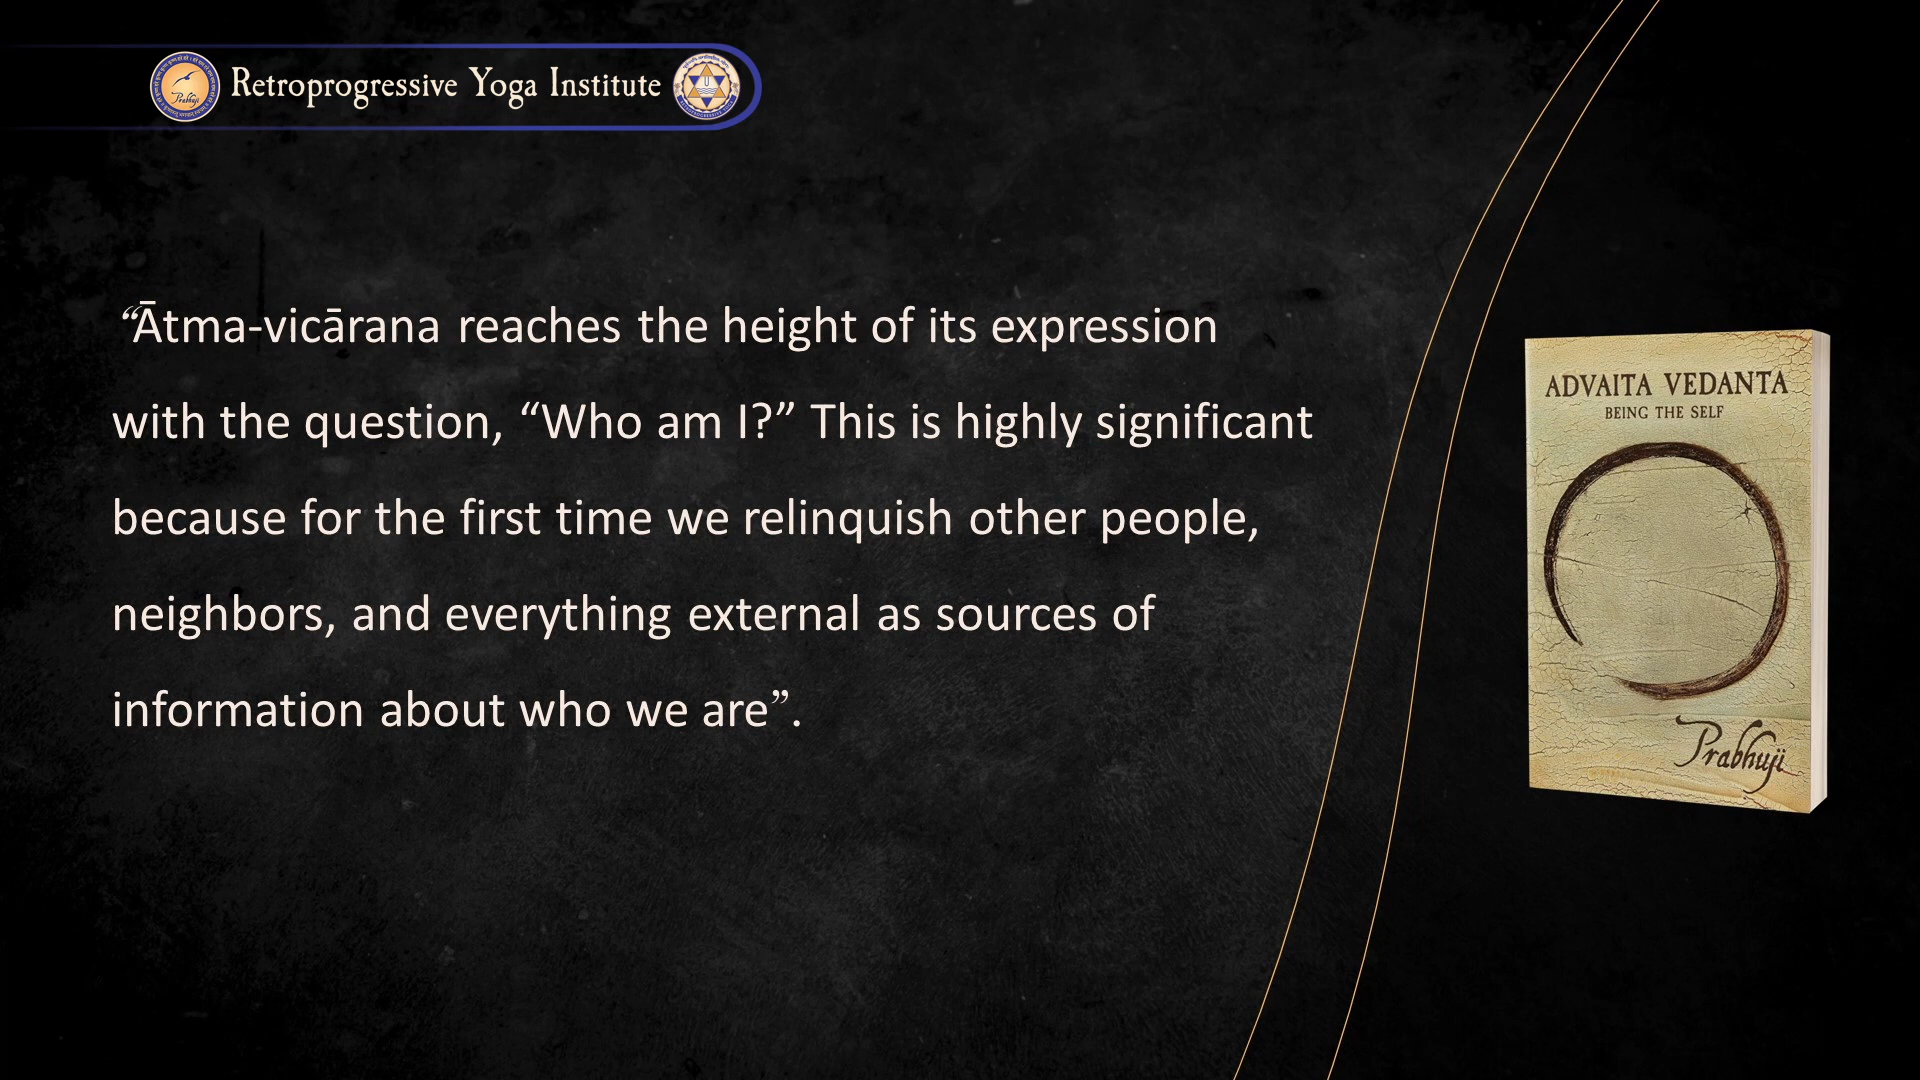 Retroprogressive Yoga Institute
“Ātma-vicārana reaches the height of its expression
with the question, “Who am I?” This is highly significant
because for the first time we relinquish other people,
neighbors, and everything external as sources of
information about who we are”.
ADVAITA VEDANTA
BEING THE SELF
Prabhuji
Prabhuji